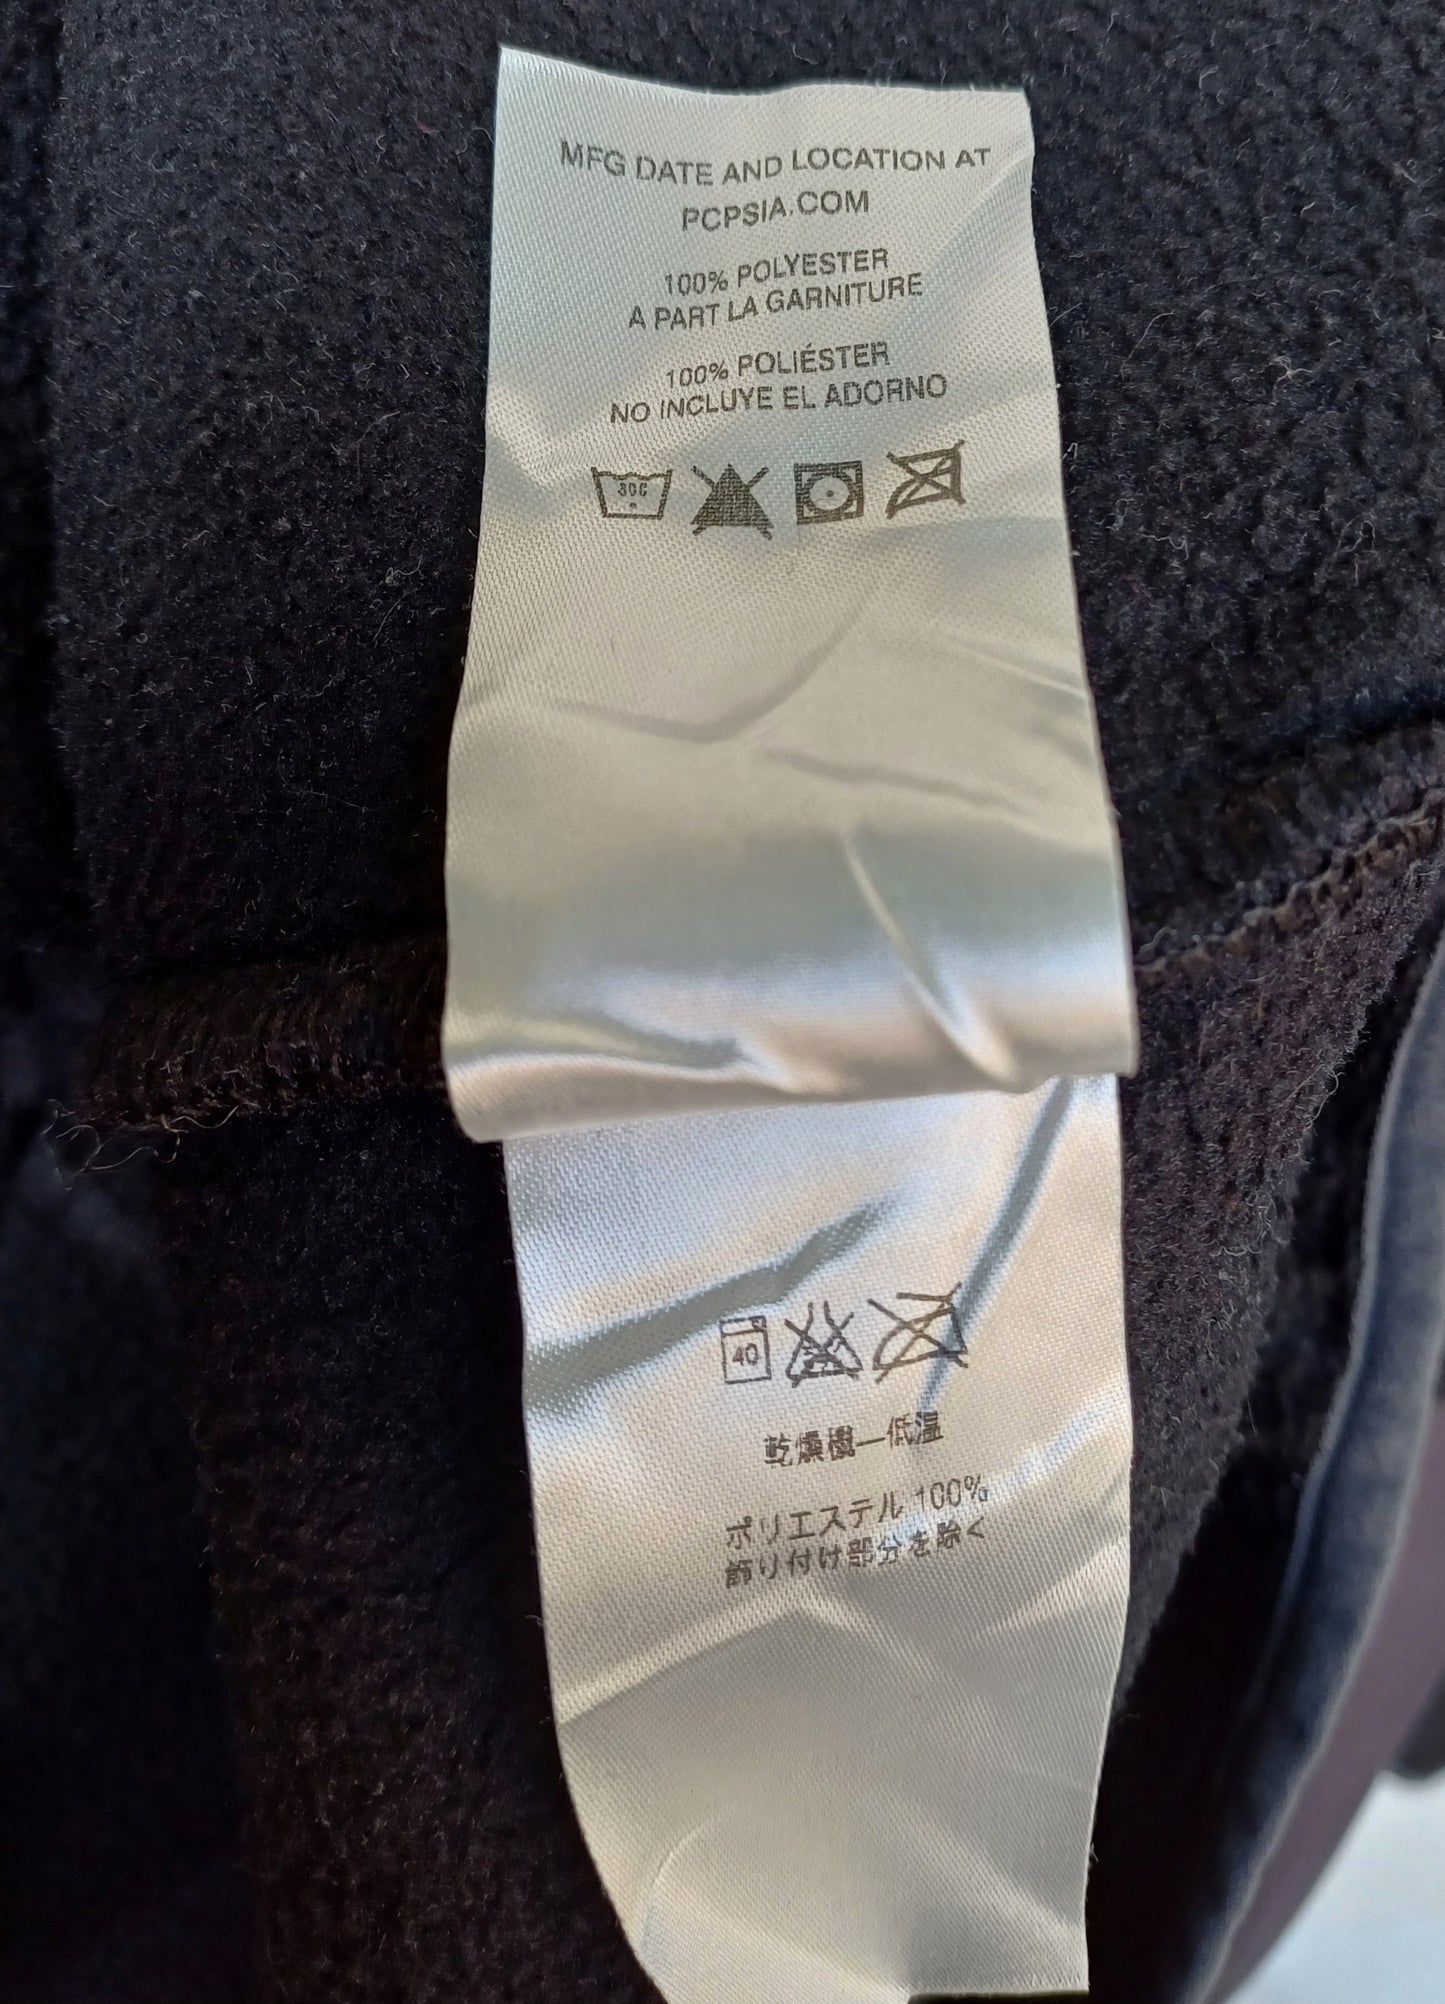 MFG DATE AND LOCATION AT
PCPSIA.COM
100% POLYESTER
A PART LA GARNITURE
100% POLIÉSTER
NO INCLUYE EL ADORNO
30C
40
乾燥機ー低温
ポリエステル 100%
飾り付け部分を除く